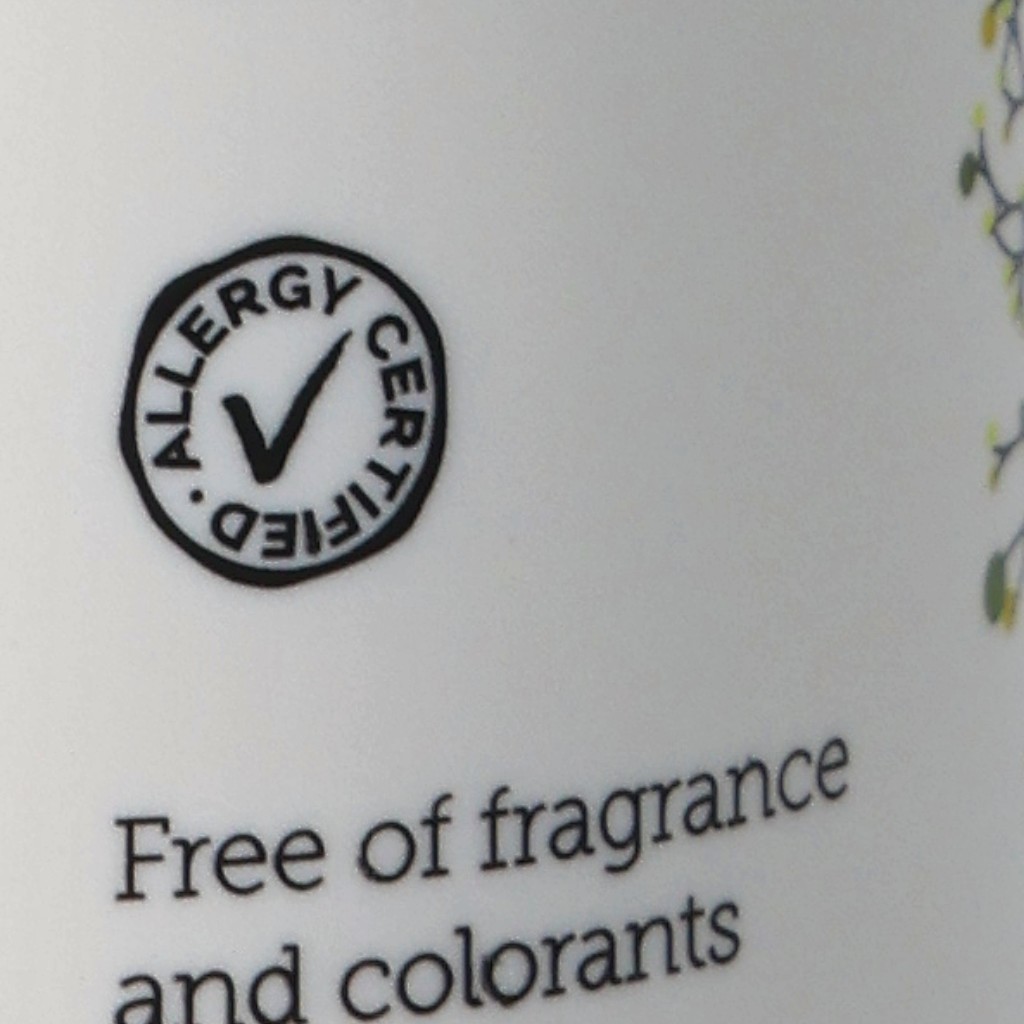 ALLERGY CERTIFIED •
Free of fragrance
and colorants